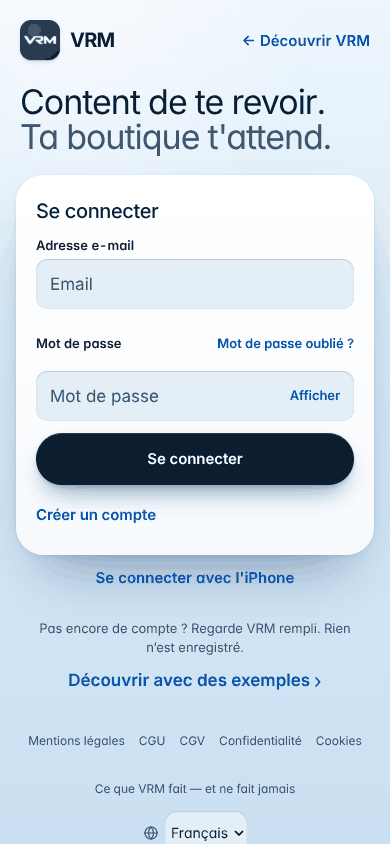 VRM VRM ← Découvrir VRM
Content de te revoir.
Ta boutique t'attend.
Se connecter
Adresse e-mail
Email
Mot de passe Mot de passe oublié ?
Mot de passe Afficher
Se connecter
Créer un compte
Se connecter avec l'iPhone
Pas encore de compte ? Regarde VRM rempli. Rien
n'est enregistré.
Découvrir avec des exemples ›
Mentions légales CGU CGV Confidentialité Cookies
Ce que VRM fait — et ne fait jamais
Français